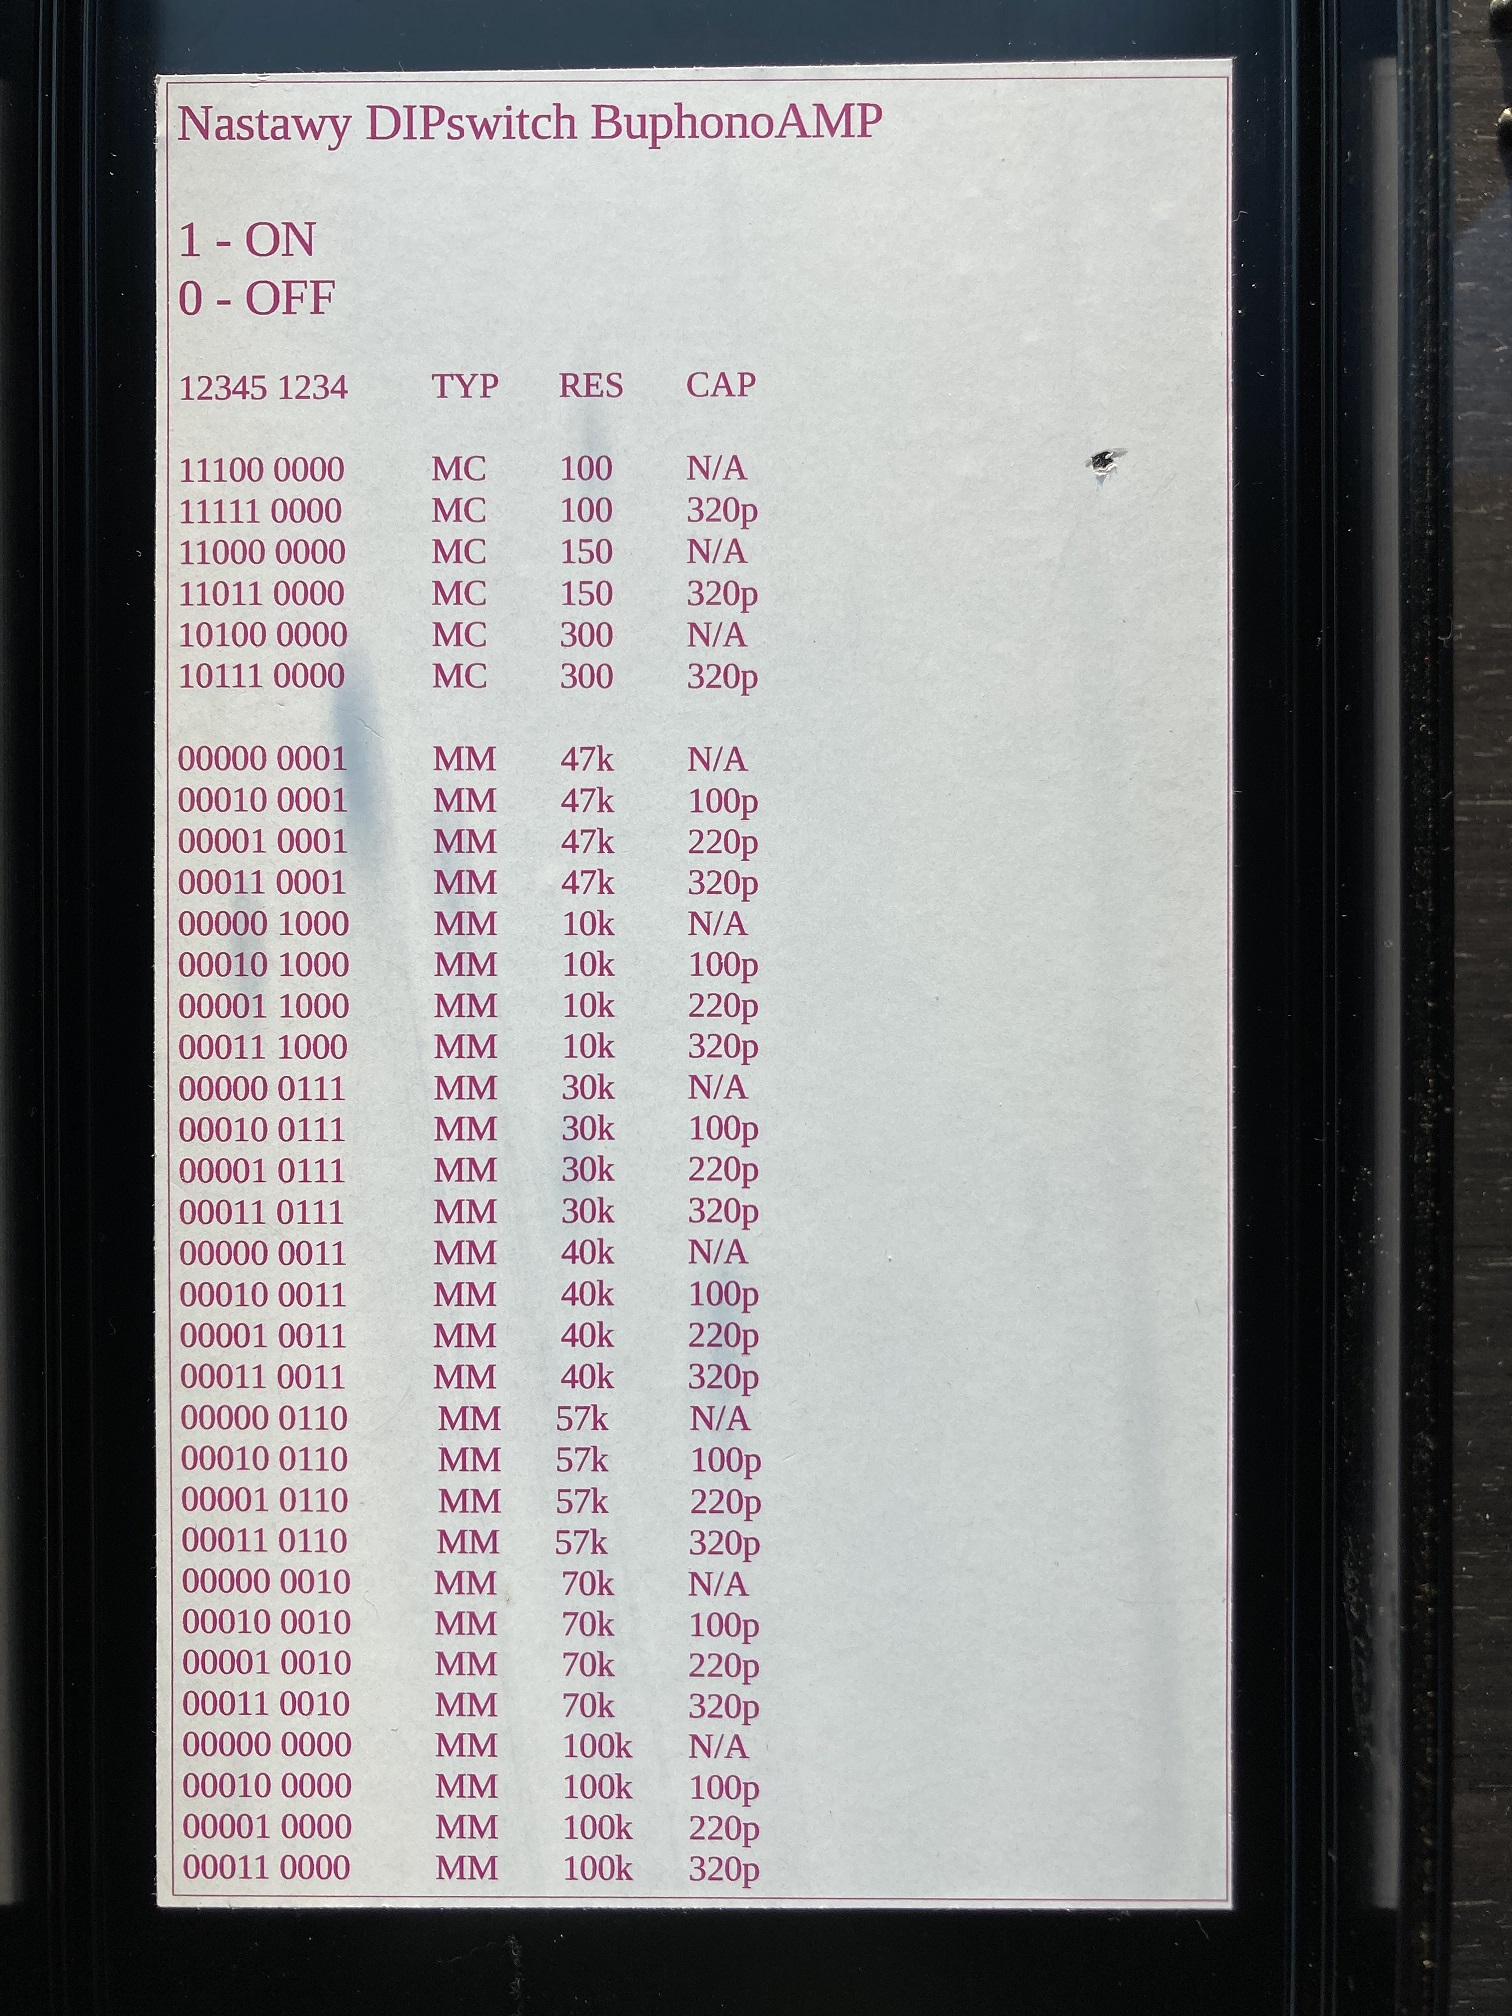 Nastawy DIPswitch BuphonoAMP
1 - ON
0 - OFF
12345 1234 TYP RES CAP
11100 0000 MC 100 N/A
11111 0000 MC 100 320p
11000 0000 MC 150 N/A
11011 0000 MC 150 320p
10100 0000 MC 300 N/A
10111 0000 MC 300 320p
00000 0001 MM 47k N/A
00010 0001 MM 47k 100p
00001 0001 MM 47k 220p
00011 0001 MM 47k 320p
00000 1000 MM 10k N/A
00010 1000 MM 10k 100p
00001 1000 MM 10k 220p
00011 1000 MM 10k 320p
00000 0111 MM 30k N/A
00010 0111 MM 30k 100p
00001 0111 MM 30k 220p
00011 0111 MM 30k 320p
00000 0011 MM 40k N/A
00010 0011 MM 40k 100p
00001 0011 MM 40k 220p
00011 0011 MM 40k 320p
00000 0110 MM 57k N/A
00010 0110 MM 57k 100p
00001 0110 MM 57k 220p
00011 0110 MM 57k 320p
00000 0010 MM 70k N/A
00010 0010 MM 70k 100p
00001 0010 MM 70k 220p
00011 0010 MM 70k 320p
00000 0000 MM 100k N/A
00010 0000 MM 100k 100p
00001 0000 MM 100k 220p
00011 0000 MM 100k 320p